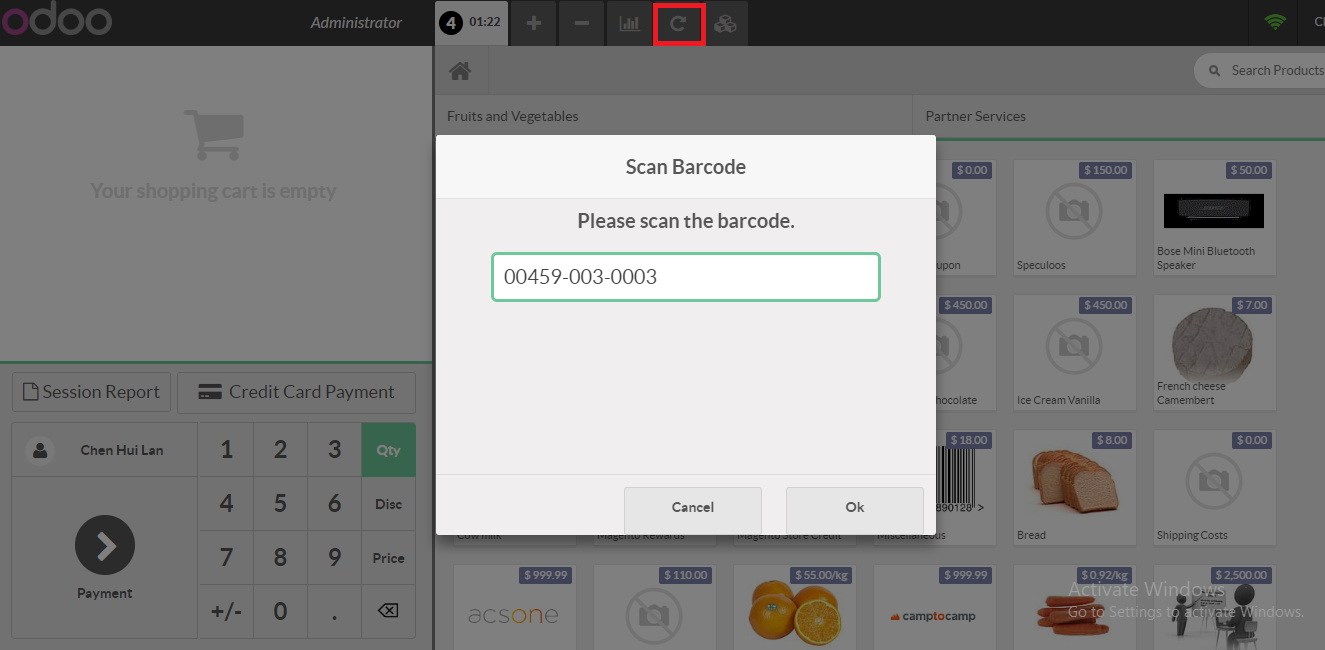 odoo
Administrator
4 01:22
Search Products
Fruits and Vegetables
Partner Services
Your shopping cart is empty
Scan Barcode
Please scan the barcode.
00459-003-0003
Cancel
Ok
$ 0.00
$ 150.00
$ 50.00
upon
Speculoos
Bose Mini Bluetooth
Speaker
$ 450.00
$ 450.00
$ 7.00
hocolate
Ice Cream Vanilla
French cheese
Camembert
$ 18.00
$ 8.00
$ 0.00
890128 >
Cow milk
Magento Rewards
Magento Store Credit
Miscellaneous
Bread
Shipping Costs
$ 999.99
$ 110.00
$ 55.00/kg
$ 999.99
$ 0.92/kg
$ 2,500.00
acsone
camptocamp
Activate Windows
Go to Settings to activate Windows.
Session Report
Credit Card Payment
Chen Hui Lan
1 2 3 Qty
4 5 6 Disc
7 8 9 Price
+/- 0 .
Payment